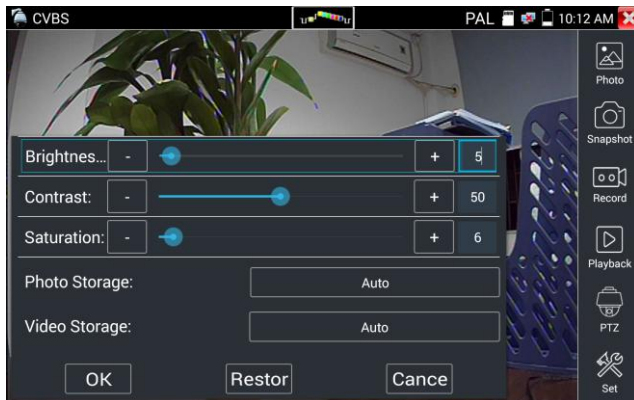 CVBS PAL 10:12 AM
Photo
Snapshot
Record
Playback
PTZ
Set
Brightnes... - + 5
Contrast: - + 50
Saturation: - + 6
Photo Storage: Auto
Video Storage: Auto
OK Restor Cance